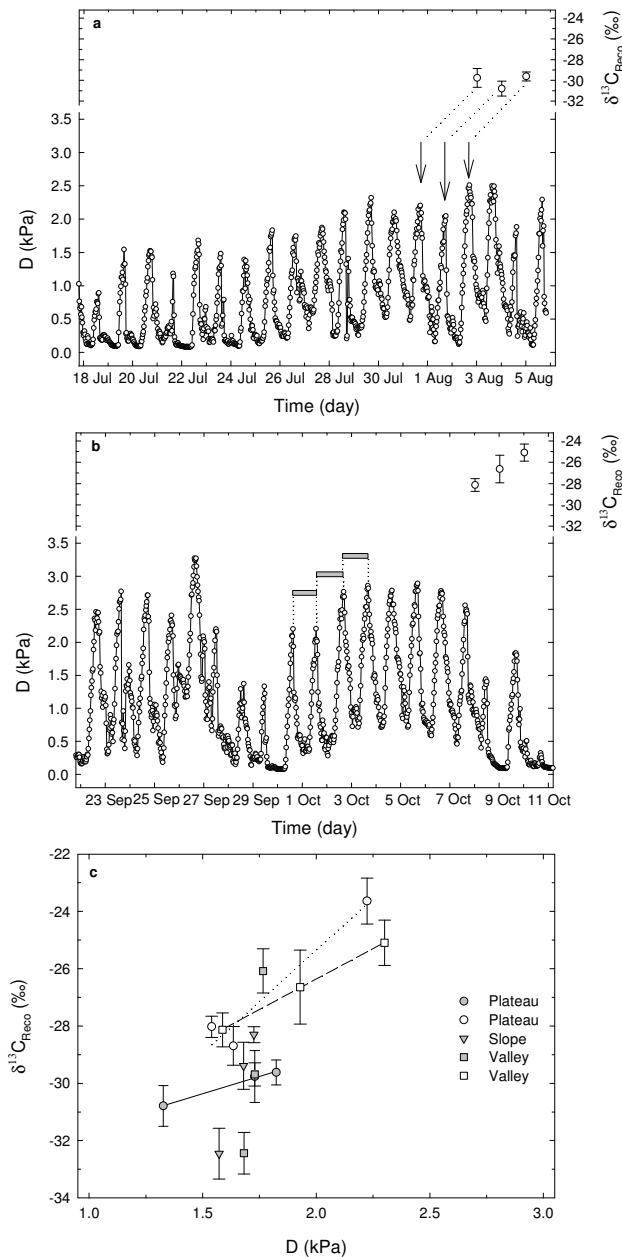 a
-24
-26
-28
-30
-32
δ13CReco (‰)
3.5
3.0
2.5
2.0
1.5
1.0
0.5
0.0
D (kPa)
18 Jul 20 Jul 22 Jul 24 Jul 26 Jul 28 Jul 30 Jul 1 Aug 3 Aug 5 Aug
Time (day)
b
-24
-26
-28
-30
-32
δ13CReco (‰)
3.5
3.0
2.5
2.0
1.5
1.0
0.5
0.0
D (kPa)
23 Sep 25 Sep 27 Sep 29 Sep 1 Oct 3 Oct 5 Oct 7 Oct 9 Oct 11 Oct
Time (day)
c
-22
-24
-26
-28
-30
-32
-34
δ13CReco (‰)
Plateau
Plateau
Slope
Valley
Valley
1.0 1.5 2.0 2.5 3.0
D (kPa)